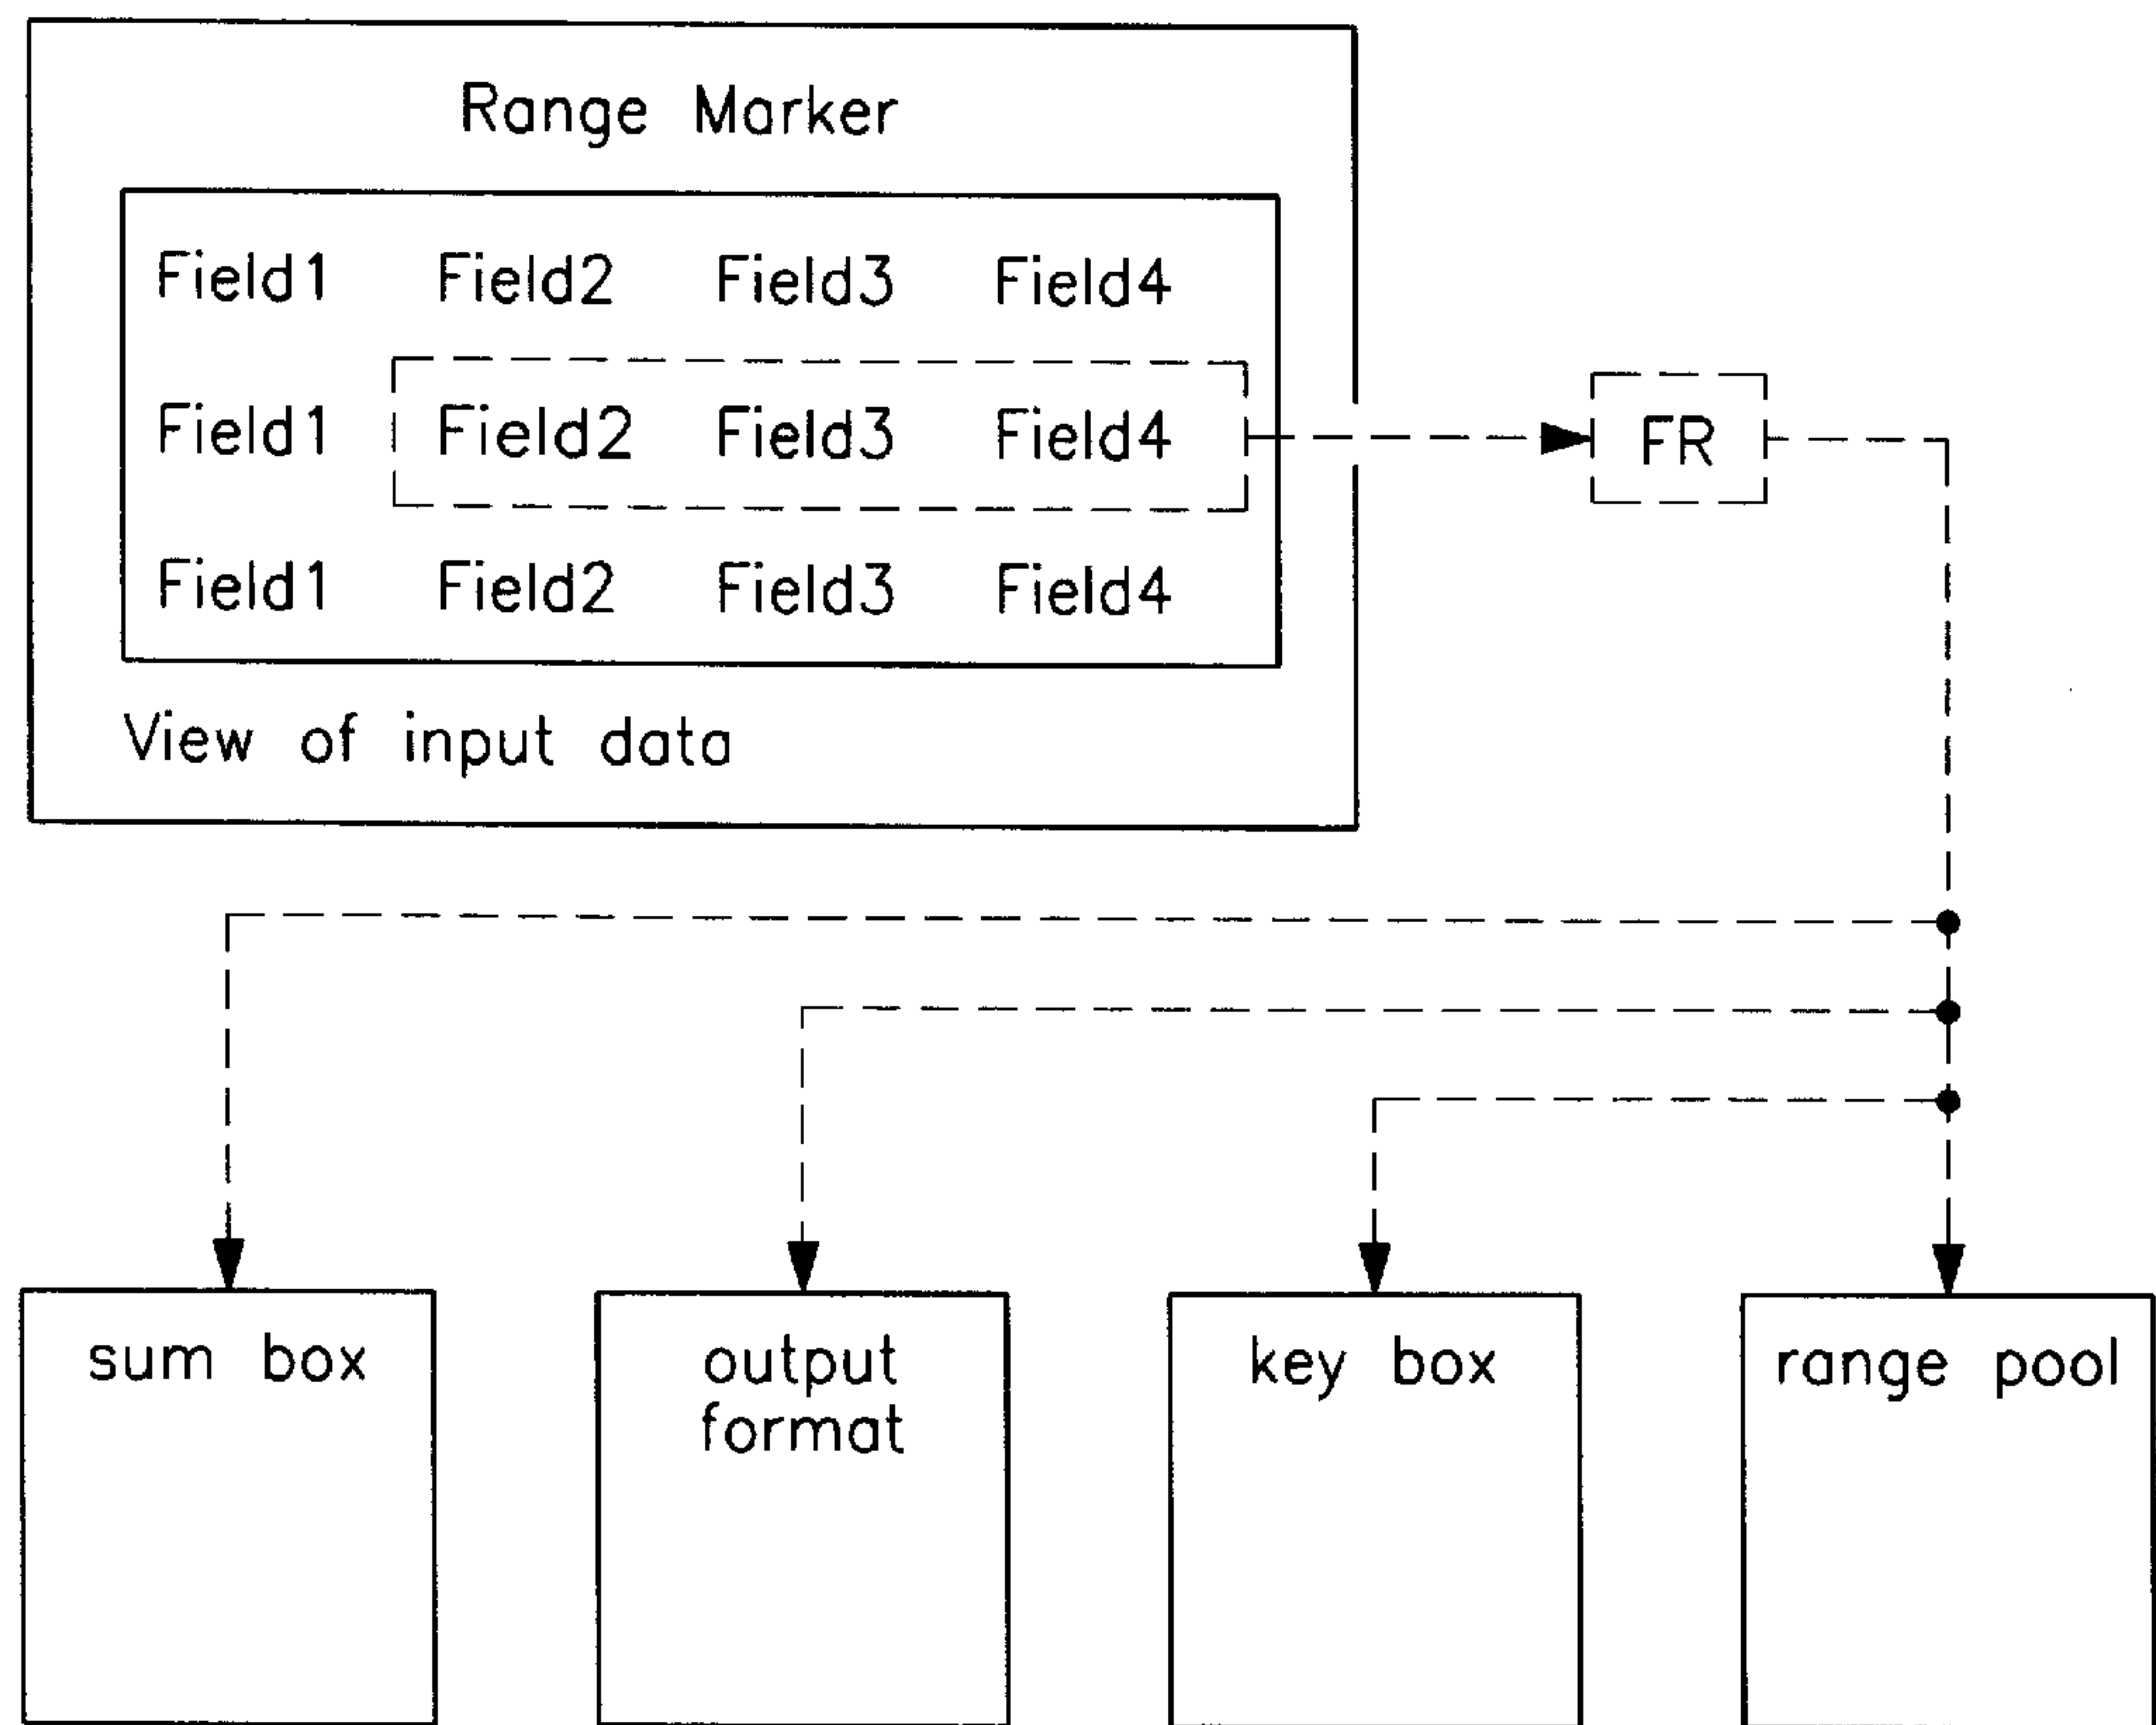 Range Marker
Field1 Field2 Field3 Field4
Field1 Field2 Field3 Field4
FR
Field1 Field2 Field3 Field4
View of input data
sum box
output
format
key box
range pool